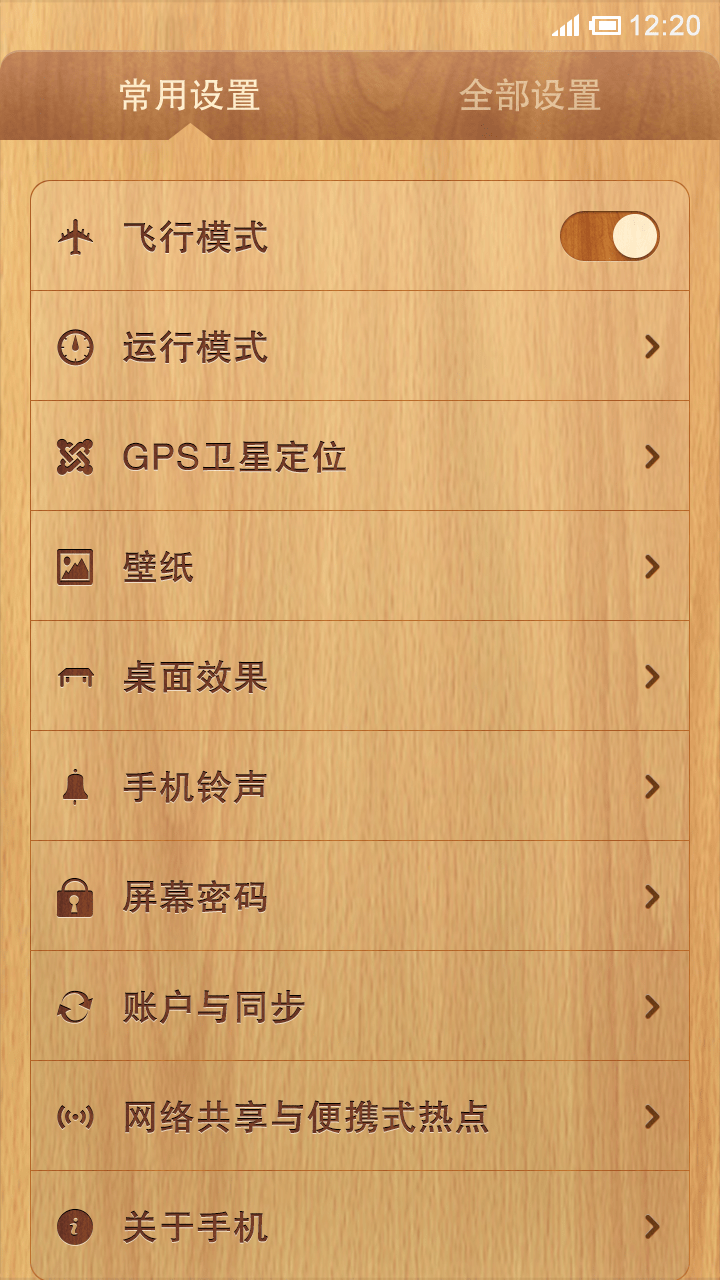 12:20
常用设置 全部设置
飞行模式
运行模式
GPS卫星定位
壁纸
桌面效果
手机铃声
屏幕密码
账户与同步
网络共享与便携式热点
关于手机